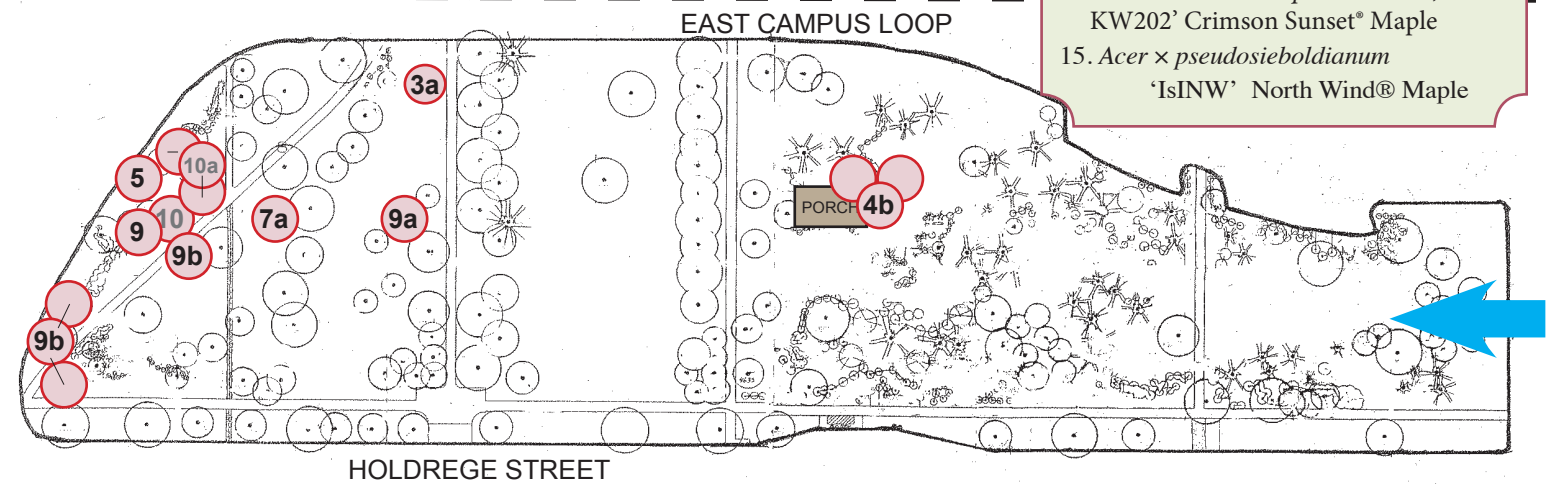 EAST CAMPUS LOOP
KW202’ Crimson Sunset® Maple
15. Acer × pseudosieboldianum
‘IsINW’ North Wind® Maple
3a
5
10a
10
9
9b
7a
9a
PORCH
4b
9b
HOLDREGE STREET